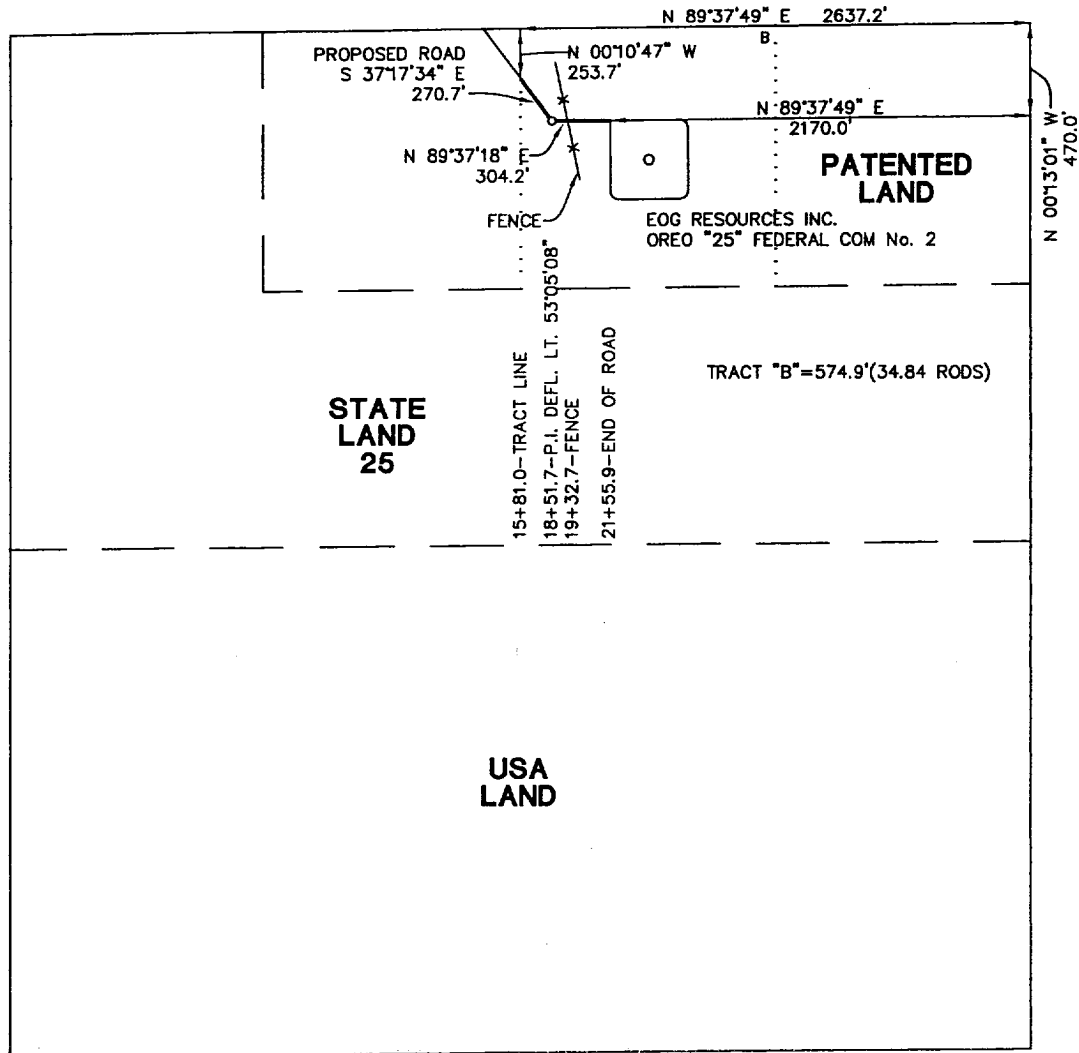 N 89°37'49" E 2637.2'
B
PROPOSED ROAD
S 37°17'34" E
270.7'
N 00°10'47" W
253.7'
N 89°37'49" E
2170.0'
N 00°13'01" W
470.0'
N 89°37'18" E
304.2'
PATENTED
LAND
FENCE
EOG RESOURCES INC.
OREO "25" FEDERAL COM No. 2
15+81.0-TRACT LINE
18+51.7-P.I. DEFL. LT. 53°05'08"
19+32.7-FENCE
21+55.9-END OF ROAD
TRACT "B"=574.9'(34.84 RODS)
STATE
LAND
25
USA
LAND